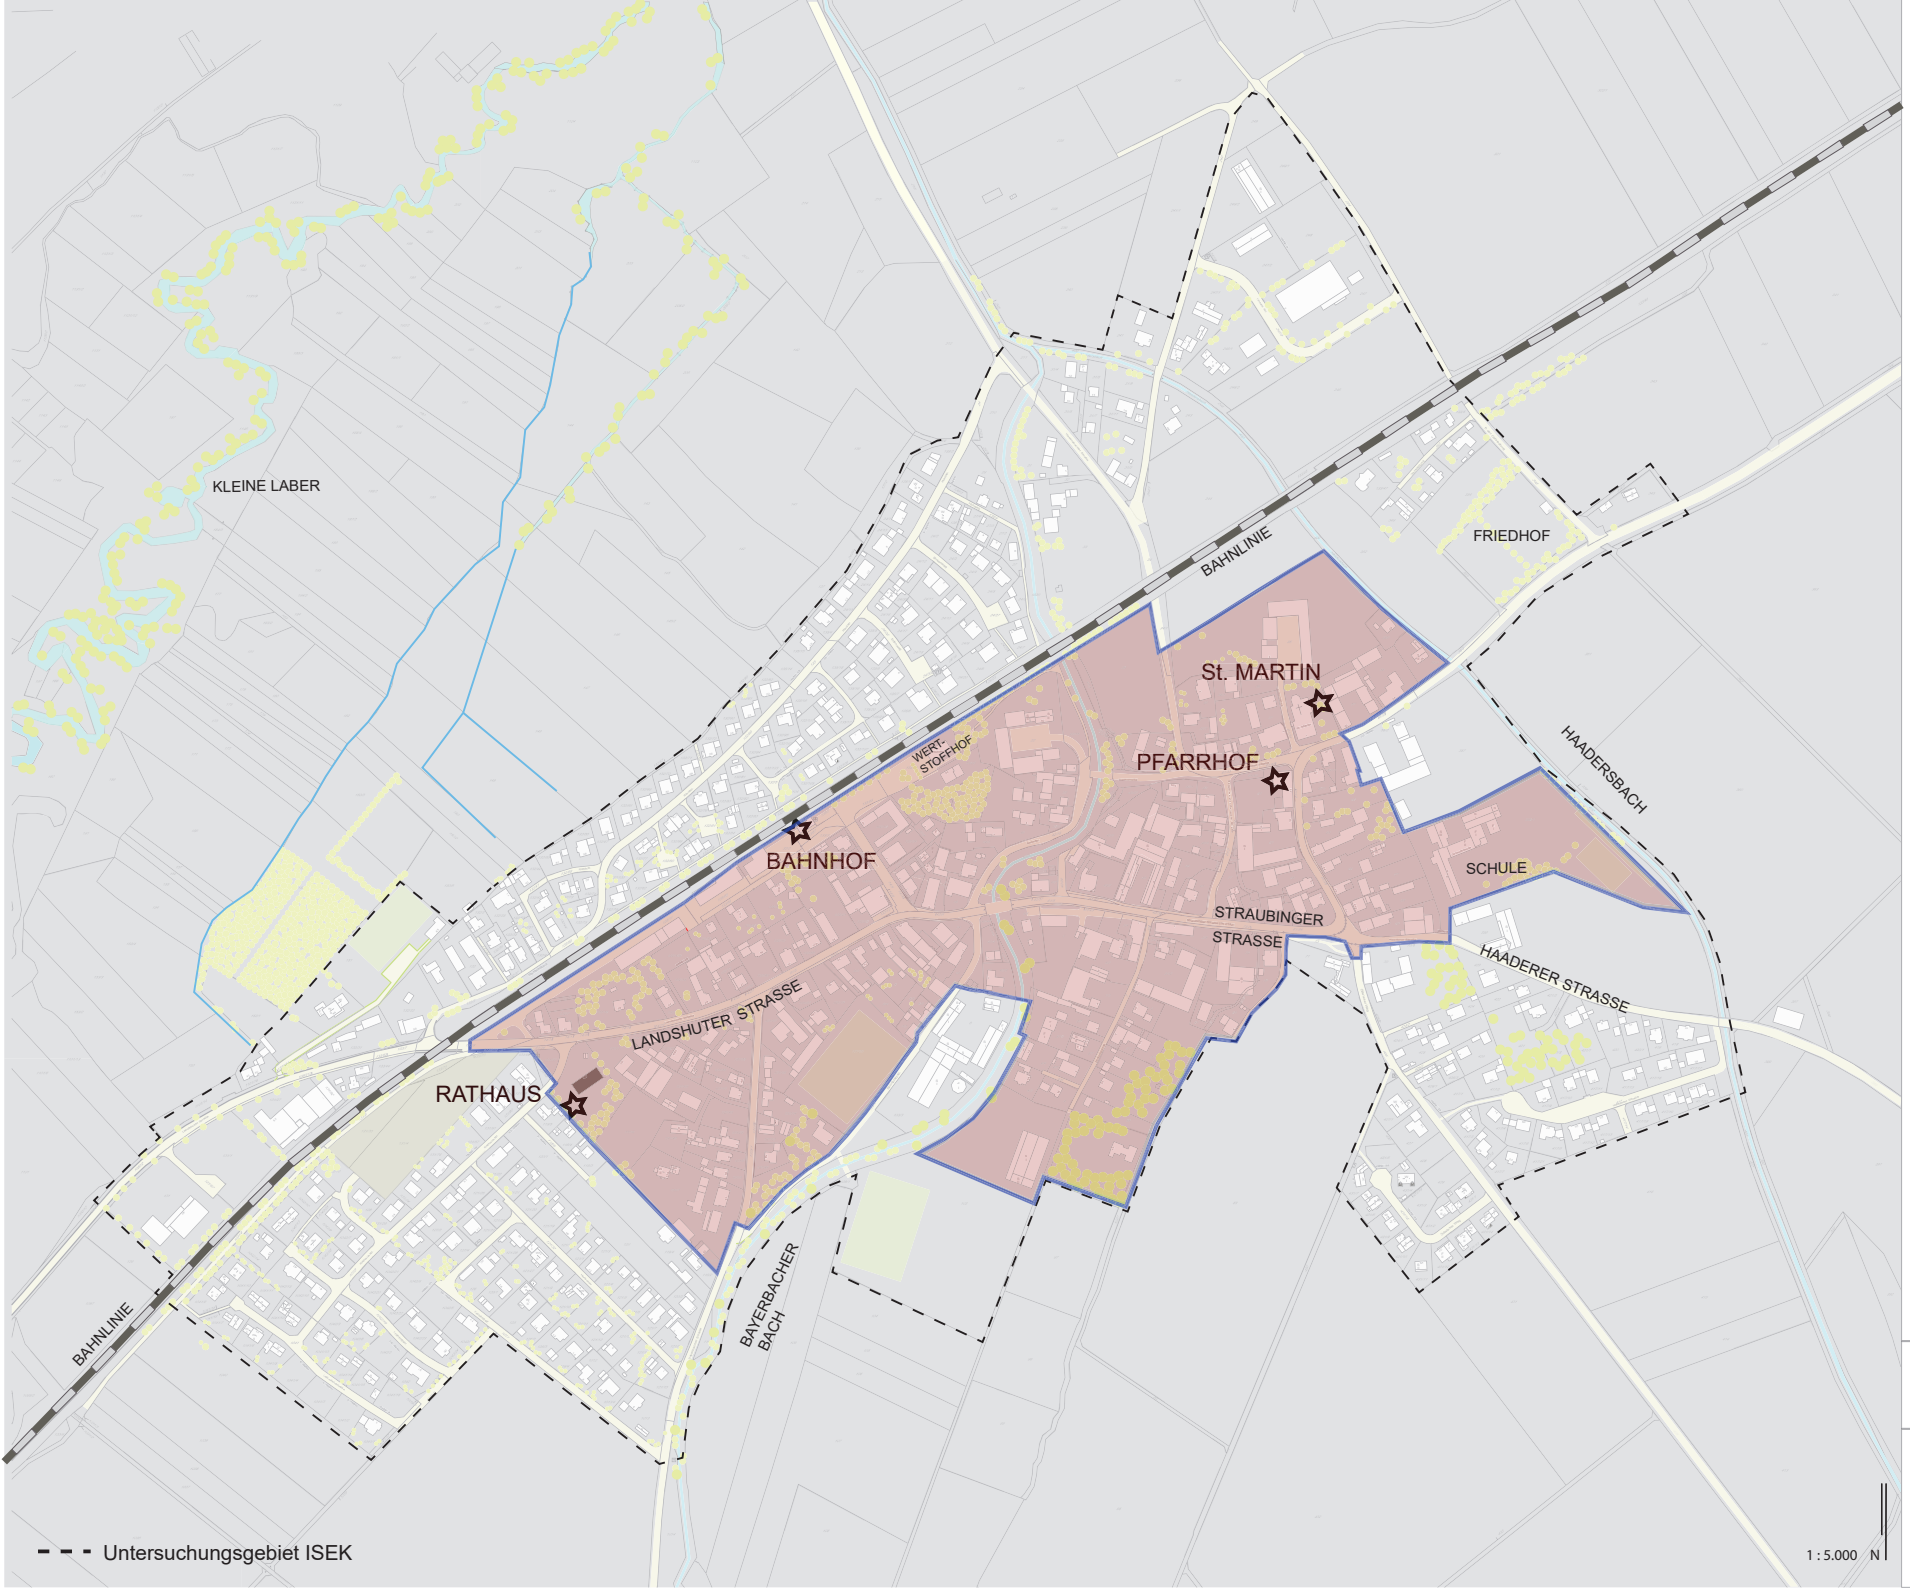 KLEINE LABER
FRIEDHOF
BAHNLINIE
St. MARTIN
WERT-
STOFFHOF
PFARRHOF
HAADERSBACH
BAHNHOF
SCHULE
STRAUBINGER
STRASSE
HAADERER STRASSE
LANDSHUTER STRASSE
RATHAUS
BAYERBACHER
BACH
BAHNLINIE
Untersuchungsgebiet ISEK
1 : 5.000 N